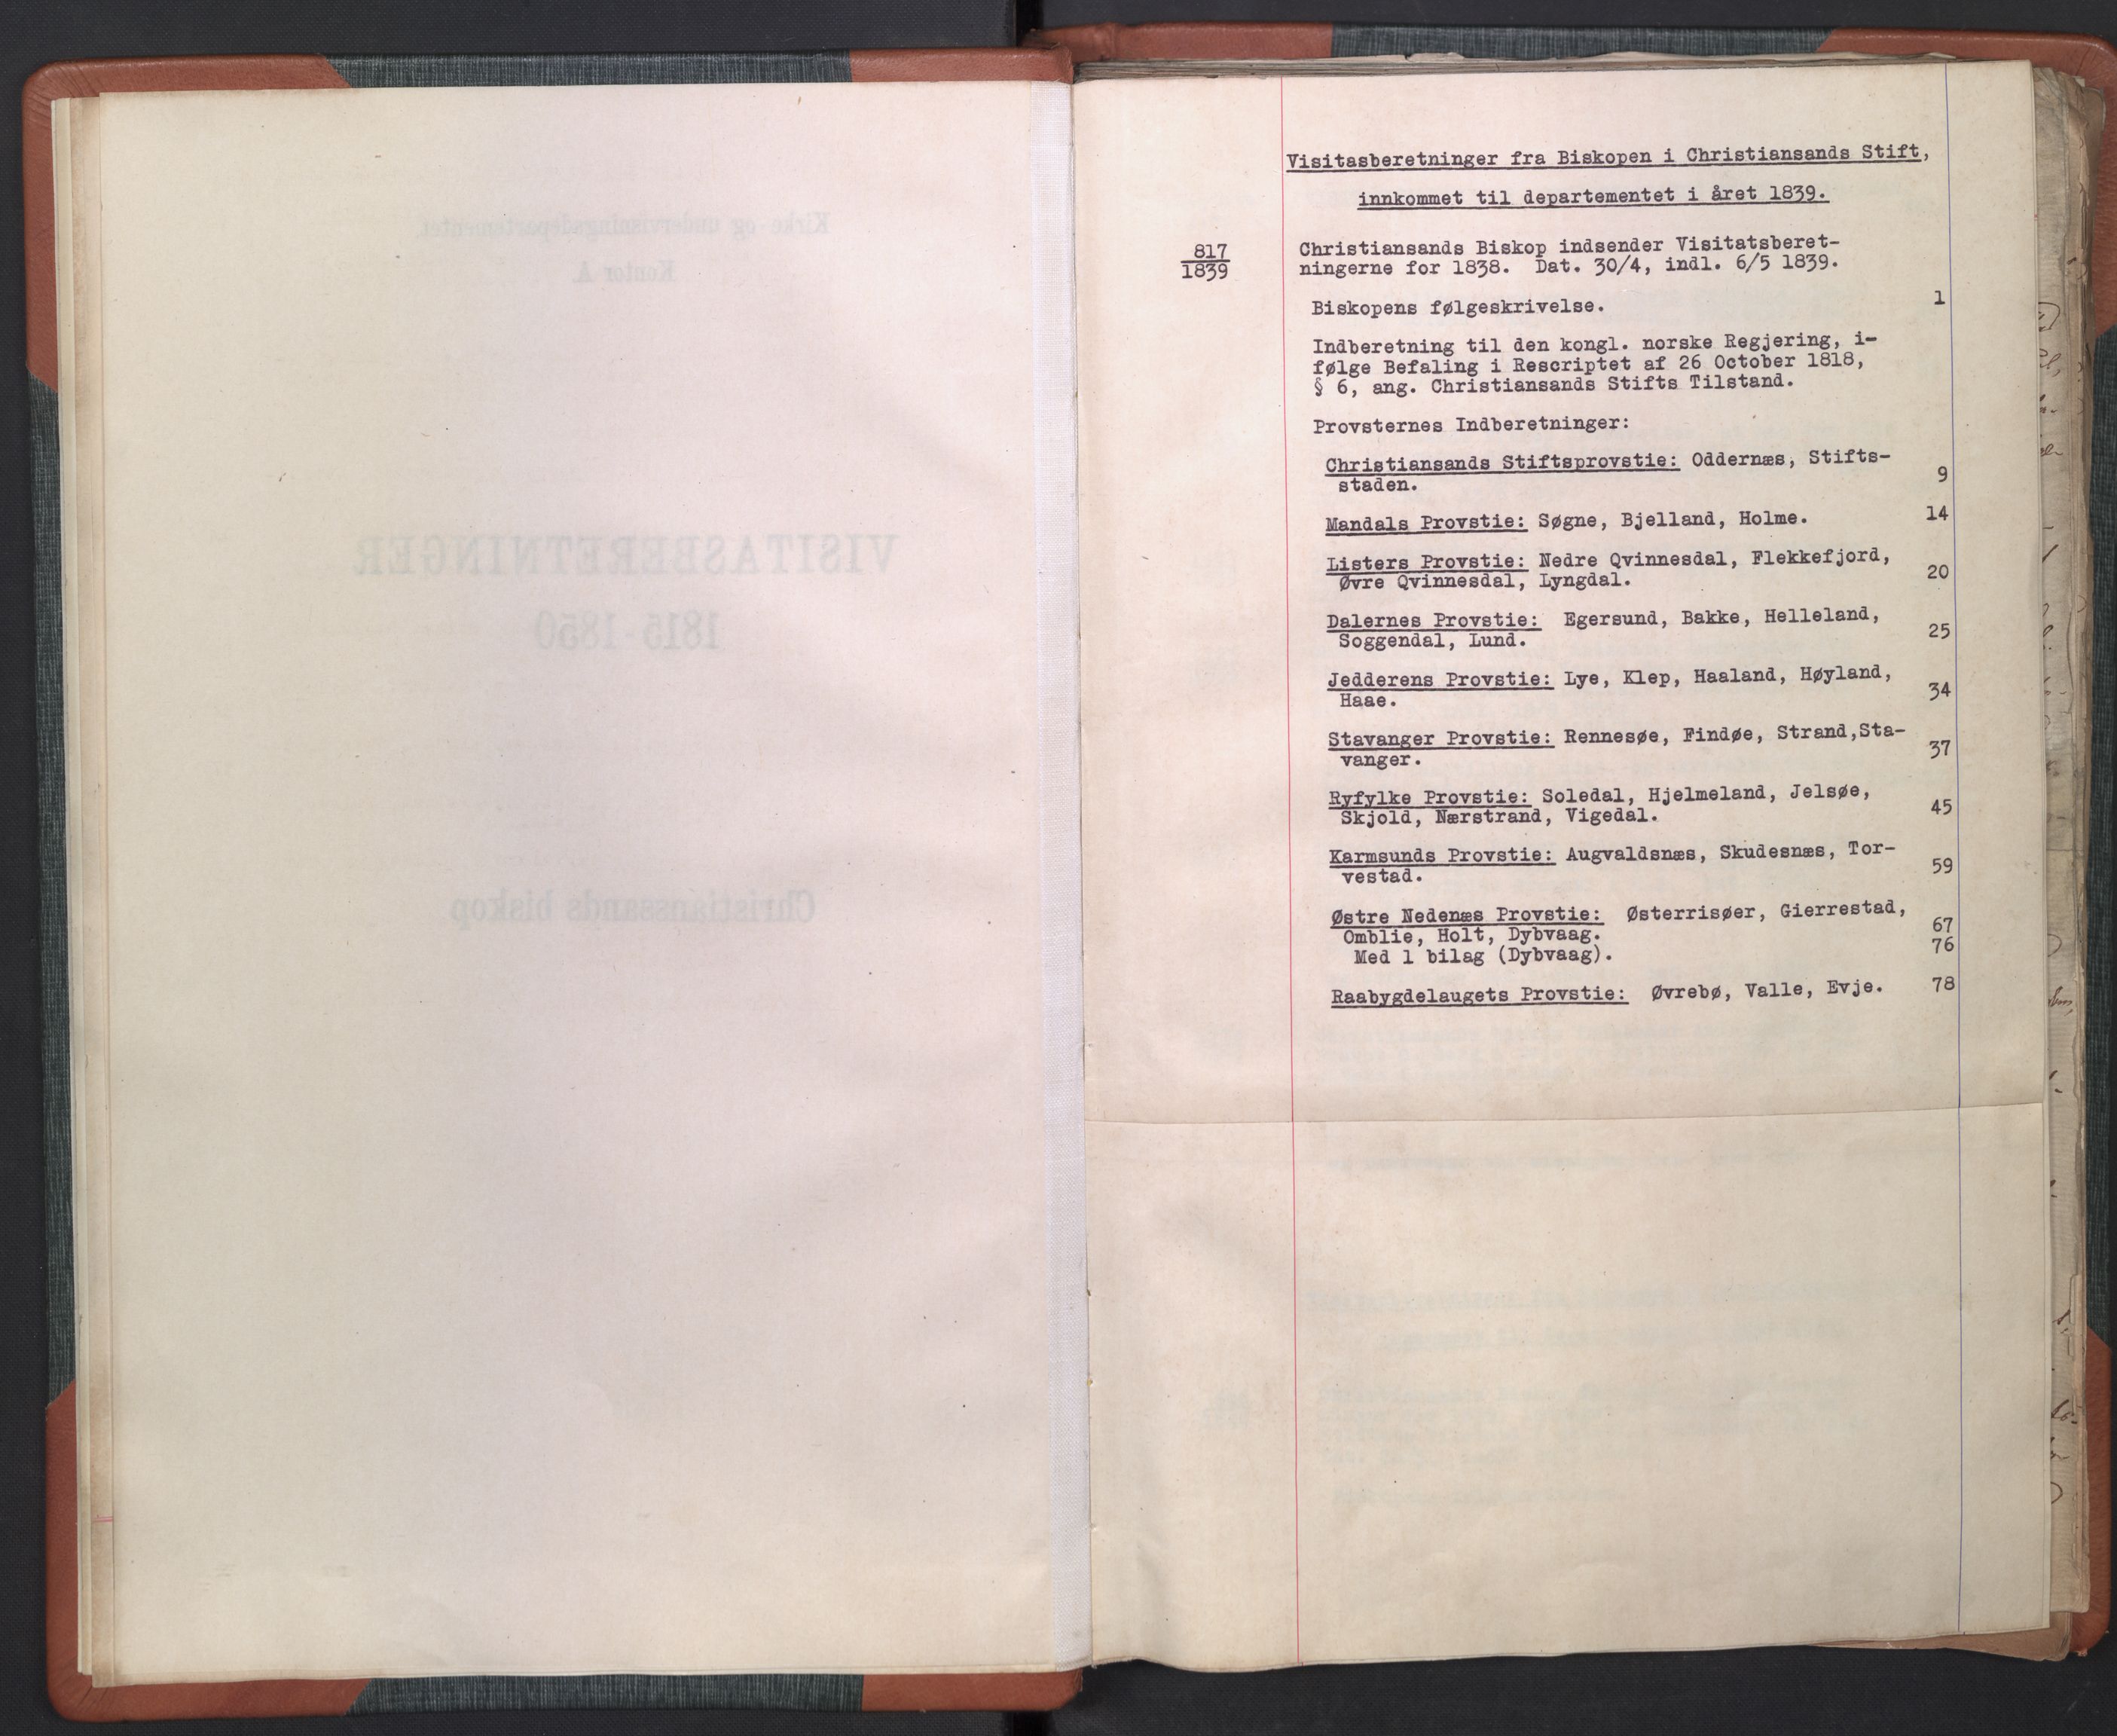 Kirke- og undervisningsdepartementet.
Kontor A
VISITASBERETNINGER
1815-1850
Christianssands biskop
Visitasberetninger fra Biskopen i Christiansands Stift,
innkommet til departementet i året 1839.
817
1839
Christiansands Biskop indsender Visitatsberet-
ningerne for 1838. Dat. 30/4, indl. 6/5 1839.
Biskopens følgeskrivelse. 1
Indberetning til den kongl. norske Regjering, i-
følge Befaling i Rescriptet af 26 October 1818,
§ 6, ang. Christiansands Stifts Tilstand.
Provsternes Indberetninger:
Christiansands Stiftsprovstie: Oddernæs, Stifts-
staden. 9
Mandals Provstie: Søgne, Bjelland, Holme. 14
Listers Provstie: Nedre Qvinnesdal, Flekkefjord,
Øvre Qvinnesdal, Lyngdal. 20
Dalernes Provstie: Egersund, Bakke, Helleland,
Soggendal, Lund. 25
Jedderens Provstie: Lye, Klep, Haaland, Høyland,
Haae. 34
Stavanger Provstie: Rennesøe, Findøe, Strand,Sta-
vanger. 37
Ryfylke Provstie: Soledal, Hjelmeland, Jelsøe,
Skjold, Nærstrand, Vigedal. 45
Karmsunds Provstie: Augvaldsnæs, Skudesnæs, Tor-
vestad. 59
Østre Nedenæs Provstie: Østerrisøer, Gierrestad,
Omblie, Holt, Dybvaag. 67
Med 1 bilag (Dybvaag). 76
Raabygdelaugets Provstie: Øvrebø, Valle, Evje. 78